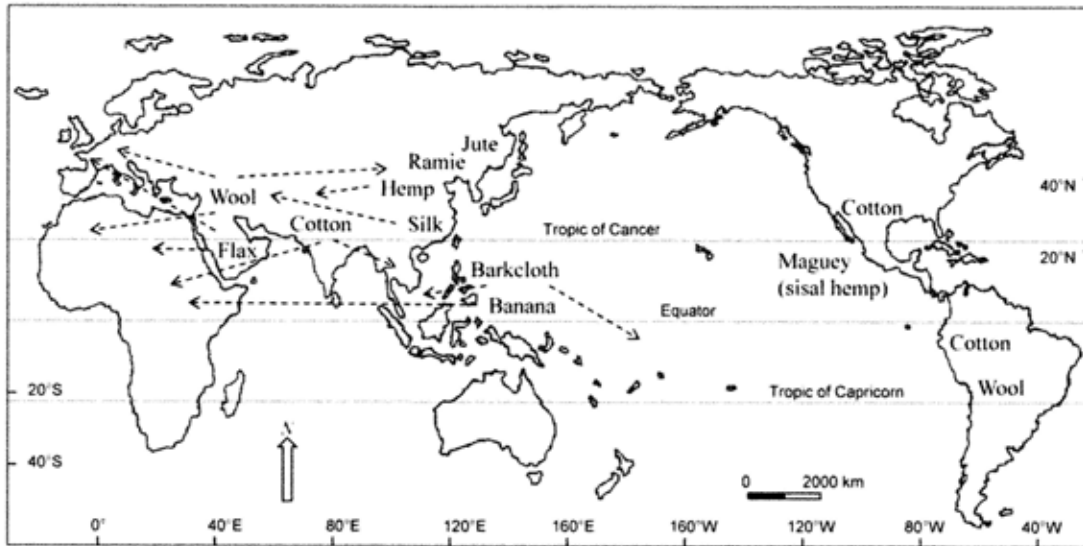 Jute
Ramie
Hemp
40°N
Wool
Cotton
Silk
Cotton
Tropic of Cancer
Flax
20°N
Barkcloth
Maguey
(sisal hemp)
Banana
Equator
Cotton
20°S
Tropic of Capricorn
Wool
N
40°S
0 2000 km
0° 40°E 80°E 120°E 160°E 160°W 120°W 80°W 40°W